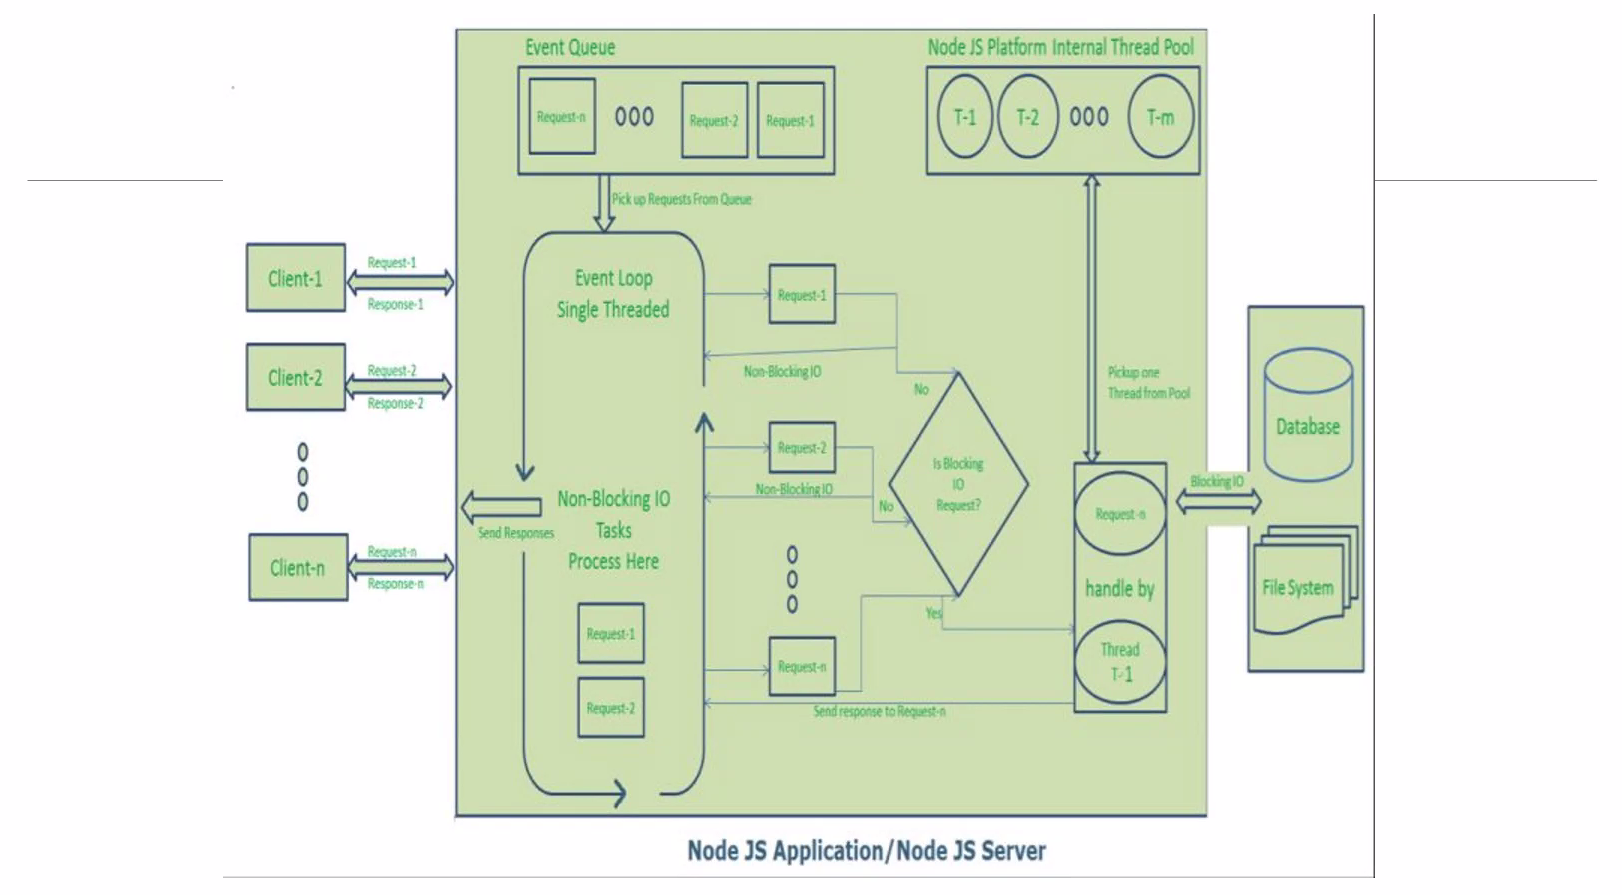 Event Queue
Node JS Platform Internal Thread Pool
Request-n
ooo
Request-2
Request-1
T-1
T-2
ooo
T-m
Pick up Requests From Queue
Client-1
Request-1
Response-1
Client-2
Request-2
Response-2
Client-n
Request-n
Response-n
Event Loop
Single Threaded
Request-1
Non-Blocking IO
No
Request-2
Non-Blocking IO
No
Is Blocking
IO
Request?
Pickup one
Thread from Pool
Send Responses
Non-Blocking IO
Tasks
Process Here
Request-1
Request-2
Request-n
Yes
Send response to Request-n
Request-n
handle by
Thread
T-1
Blocking IO
Database
File System
Node JS Application/Node JS Server